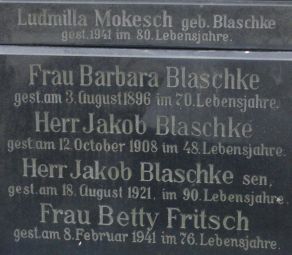 Ludmilla Mokesch geb. Blaschke
gest. 1941 im 80. Lebensjahre.
Frau Barbara Blaschke
gest. am 3. August 1896 im 70. Lebensjahre.
Herr Jakob Blaschke
gest. am 12 October 1908 im 48. Lebensjahre.
Herr Jakob Blaschke sen.
gest. am 18. August 1921. im 90. Lebensjahre.
Frau Betty Fritsch
gest. am 8. Februar 1941 im 76. Lebensjahre.